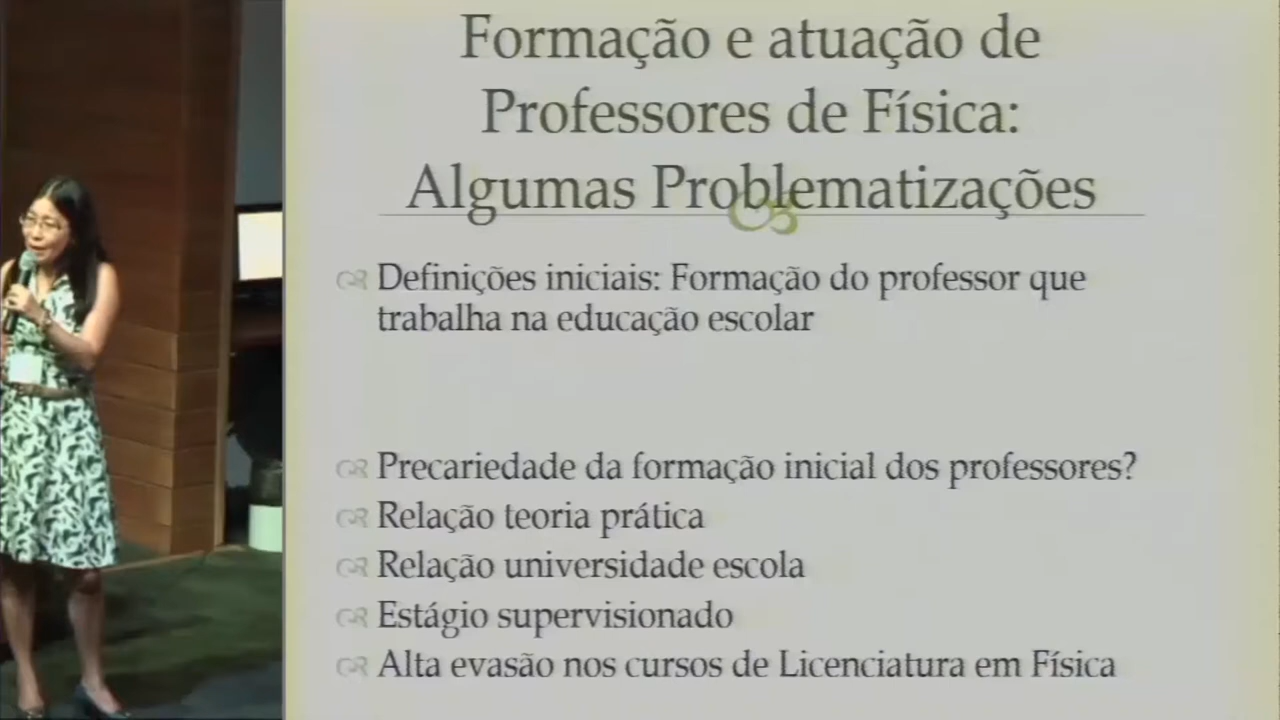 Formação e atuação de
Professores de Física:
Algumas Problematizações
Definições iniciais: Formação do professor que
trabalha na educação escolar
Precariedade da formação inicial dos professores?
Relação teoria prática
Relação universidade escola
Estágio supervisionado
Alta evasão nos cursos de Licenciatura em Física